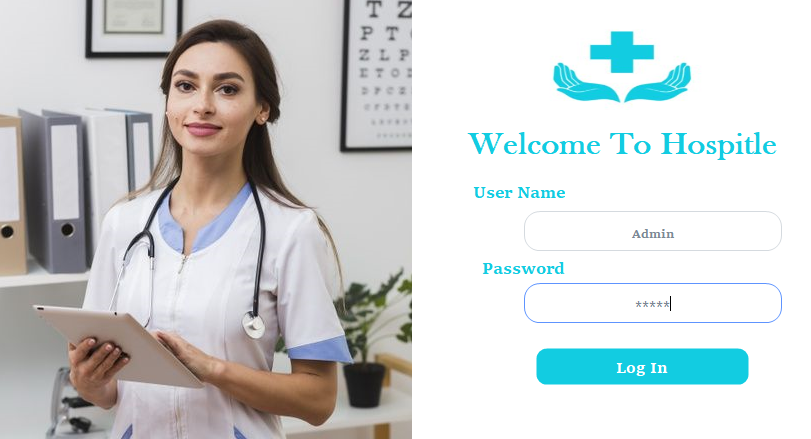 T Z
P T O
Z L P
E T O D
D P C
Welcome To Hospitle
User Name
Admin
Password
*****
Log In